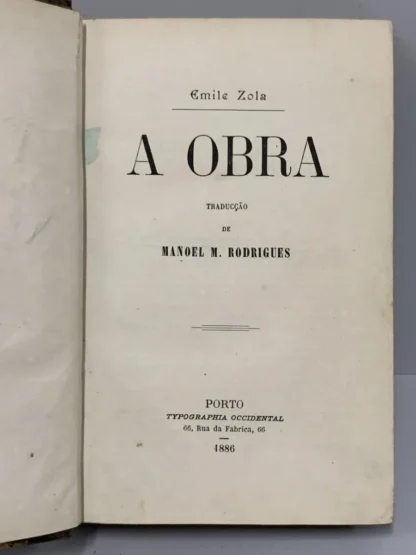 Emile Zola
A OBRA
TRADUCÇÃO
DE
MANOEL M. RODRIGUES
PORTO
TYPOGRAPHIA OCCIDENTAL
66, Rua da Fabrica, 66
1886